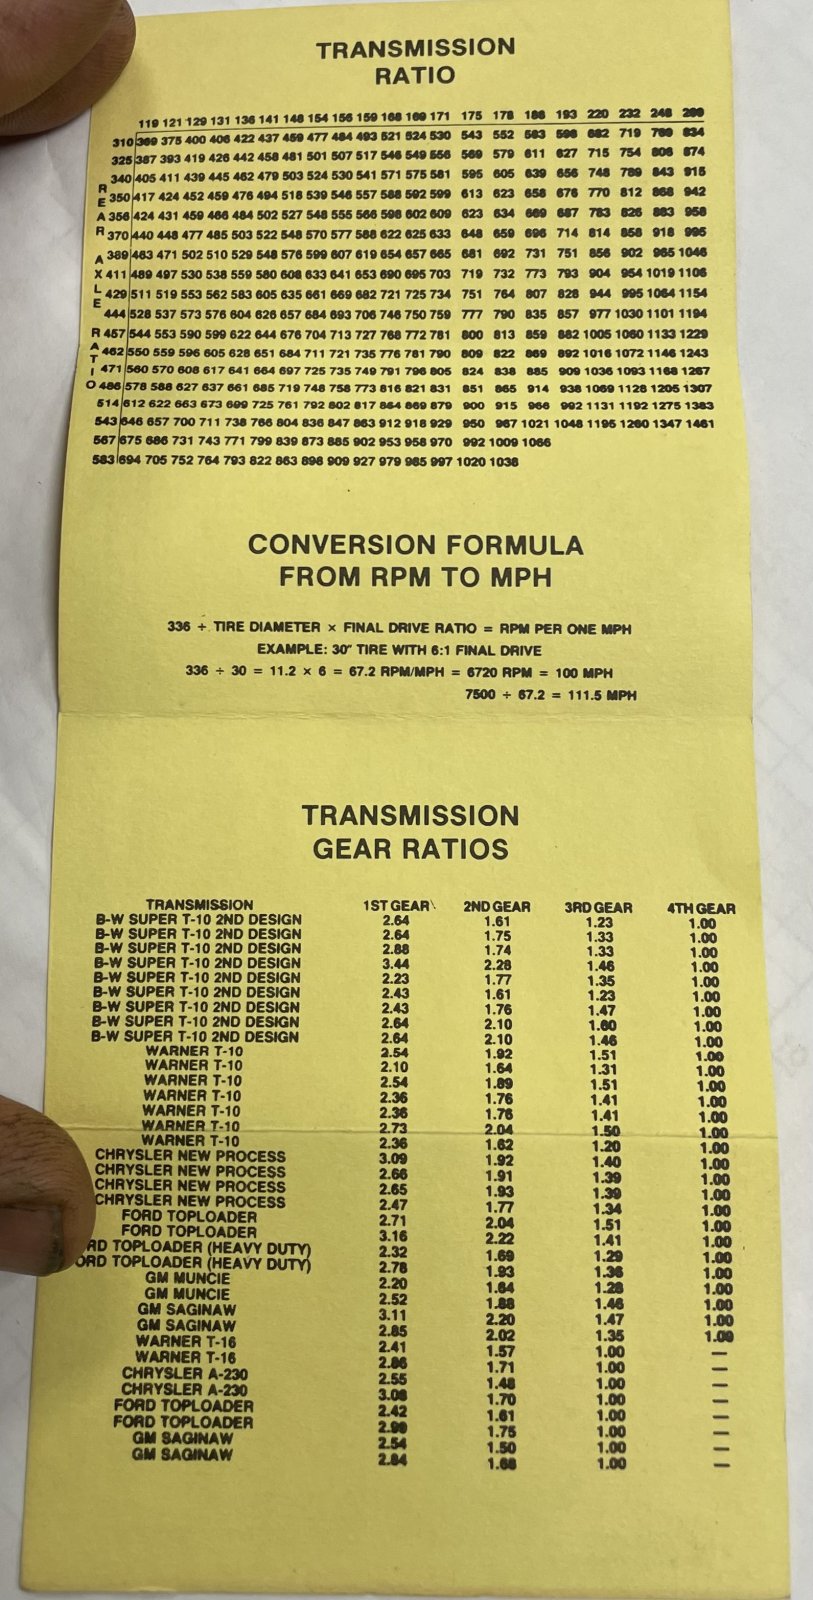 TRANSMISSION
RATIO
119 121 129 131 136 141 148 154 156 159 168 169 171 175 178 188 193 220 232 248 269
REAR AXLE RATIO
310 369 375 400 406 422 437 459 477 484 493 521 524 530 543 552 583 598 682 719 769 834
325 387 393 419 426 442 458 481 501 507 517 546 549 556 569 579 611 627 715 754 806 874
340 405 411 439 445 462 479 503 524 530 541 571 575 581 595 605 639 656 748 789 843 915
350 417 424 452 459 476 494 518 539 546 557 588 592 599 613 623 658 676 770 812 868 942
356 424 431 459 466 484 502 527 548 555 566 598 602 609 623 634 669 687 783 826 883 958
370 440 448 477 485 503 522 548 570 577 588 622 625 633 648 659 696 714 814 858 918 995
389 463 471 502 510 529 548 576 599 607 619 654 657 665 681 692 731 751 856 902 965 1046
411 489 497 530 538 559 580 608 633 641 653 690 695 703 719 732 773 793 904 954 1019 1106
429 511 519 553 562 583 605 635 661 669 682 721 725 734 751 764 807 828 944 995 1064 1154
444 528 537 573 576 604 626 657 684 693 706 746 750 759 777 790 835 857 977 1030 1101 1194
457 544 553 590 599 622 644 676 704 713 727 768 772 781 800 813 859 882 1005 1060 1133 1229
462 550 559 596 605 628 651 684 711 721 735 776 781 790 809 822 869 892 1016 1072 1146 1243
471 560 570 608 617 641 664 697 725 735 749 791 796 805 824 838 885 909 1036 1093 1168 1267
486 578 588 627 637 661 685 719 748 758 773 816 821 831 851 865 914 938 1069 1128 1205 1307
514 612 622 663 673 699 725 761 792 802 817 864 869 879 900 915 966 992 1131 1192 1275 1383
543 646 657 700 711 738 766 804 836 847 863 912 918 929 950 967 1021 1048 1195 1260 1347 1461
567 675 686 731 743 771 799 839 873 885 902 953 958 970 992 1009 1066
583 694 705 752 764 793 822 863 898 909 927 979 985 997 1020 1038
CONVERSION FORMULA
FROM RPM TO MPH
336 ÷ TIRE DIAMETER × FINAL DRIVE RATIO = RPM PER ONE MPH
EXAMPLE: 30″ TIRE WITH 6:1 FINAL DRIVE
336 ÷ 30 = 11.2 × 6 = 67.2 RPM/MPH = 6720 RPM = 100 MPH
7500 ÷ 67.2 = 111.5 MPH
TRANSMISSION
GEAR RATIOS
TRANSMISSION 1ST GEAR 2ND GEAR 3RD GEAR 4TH GEAR
B-W SUPER T-10 2ND DESIGN 2.64 1.61 1.23 1.00
B-W SUPER T-10 2ND DESIGN 2.64 1.75 1.33 1.00
B-W SUPER T-10 2ND DESIGN 2.88 1.74 1.33 1.00
B-W SUPER T-10 2ND DESIGN 3.44 2.28 1.46 1.00
B-W SUPER T-10 2ND DESIGN 2.23 1.77 1.35 1.00
B-W SUPER T-10 2ND DESIGN 2.43 1.61 1.23 1.00
B-W SUPER T-10 2ND DESIGN 2.43 1.76 1.47 1.00
B-W SUPER T-10 2ND DESIGN 2.64 2.10 1.60 1.00
B-W SUPER T-10 2ND DESIGN 2.64 2.10 1.46 1.00
WARNER T-10 2.54 1.92 1.51 1.00
WARNER T-10 2.10 1.64 1.31 1.00
WARNER T-10 2.54 1.89 1.51 1.00
WARNER T-10 2.36 1.76 1.41 1.00
WARNER T-10 2.36 1.76 1.41 1.00
WARNER T-10 2.73 2.04 1.50 1.00
WARNER T-10 2.36 1.62 1.20 1.00
CHRYSLER NEW PROCESS 3.09 1.92 1.40 1.00
CHRYSLER NEW PROCESS 2.66 1.91 1.39 1.00
CHRYSLER NEW PROCESS 2.65 1.93 1.39 1.00
CHRYSLER NEW PROCESS 2.47 1.77 1.34 1.00
FORD TOPLOADER 2.71 2.04 1.51 1.00
FORD TOPLOADER 3.16 2.22 1.41 1.00
RD TOPLOADER (HEAVY DUTY) 2.32 1.69 1.29 1.00
ORD TOPLOADER (HEAVY DUTY) 2.78 1.93 1.36 1.00
GM MUNCIE 2.20 1.64 1.28 1.00
GM MUNCIE 2.52 1.88 1.46 1.00
GM SAGINAW 3.11 2.20 1.47 1.00
GM SAGINAW 2.85 2.02 1.35 1.00
WARNER T-16 2.41 1.57 1.00 —
WARNER T-16 2.86 1.71 1.00 —
CHRYSLER A-230 2.55 1.48 1.00 —
CHRYSLER A-230 3.08 1.70 1.00 —
FORD TOPLOADER 2.42 1.61 1.00 —
FORD TOPLOADER 2.99 1.75 1.00 —
GM SAGINAW 2.54 1.50 1.00 —
GM SAGINAW 2.84 1.68 1.00 —